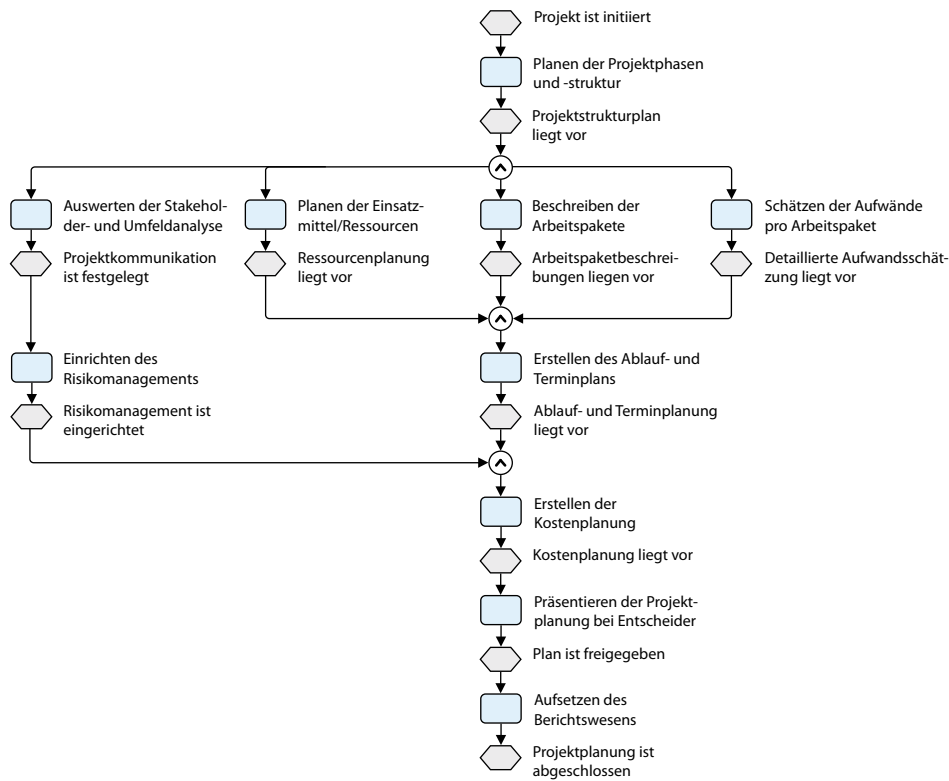 Projekt ist initiiert
Planen der Projektphasen
und -struktur
Projektstrukturplan
liegt vor
Auswerten der Stakehol-
der- und Umfeldanalyse
Planen der Einsatz-
mittel/Ressourcen
Beschreiben der
Arbeitspakete
Schätzen der Aufwände
pro Arbeitspaket
Projektkommunikation
ist festgelegt
Ressourcenplanung
liegt vor
Arbeitspaketbeschrei-
bungen liegen vor
Detaillierte Aufwandsschät-
zung liegt vor
Einrichten des
Risikomanagements
Erstellen des Ablauf- und
Terminplans
Risikomanagement ist
eingerichtet
Ablauf- und Terminplanung
liegt vor
Erstellen der
Kostenplanung
Kostenplanung liegt vor
Präsentieren der Projekt-
planung bei Entscheider
Plan ist freigegeben
Aufsetzen des
Berichtswesens
Projektplanung ist
abgeschlossen